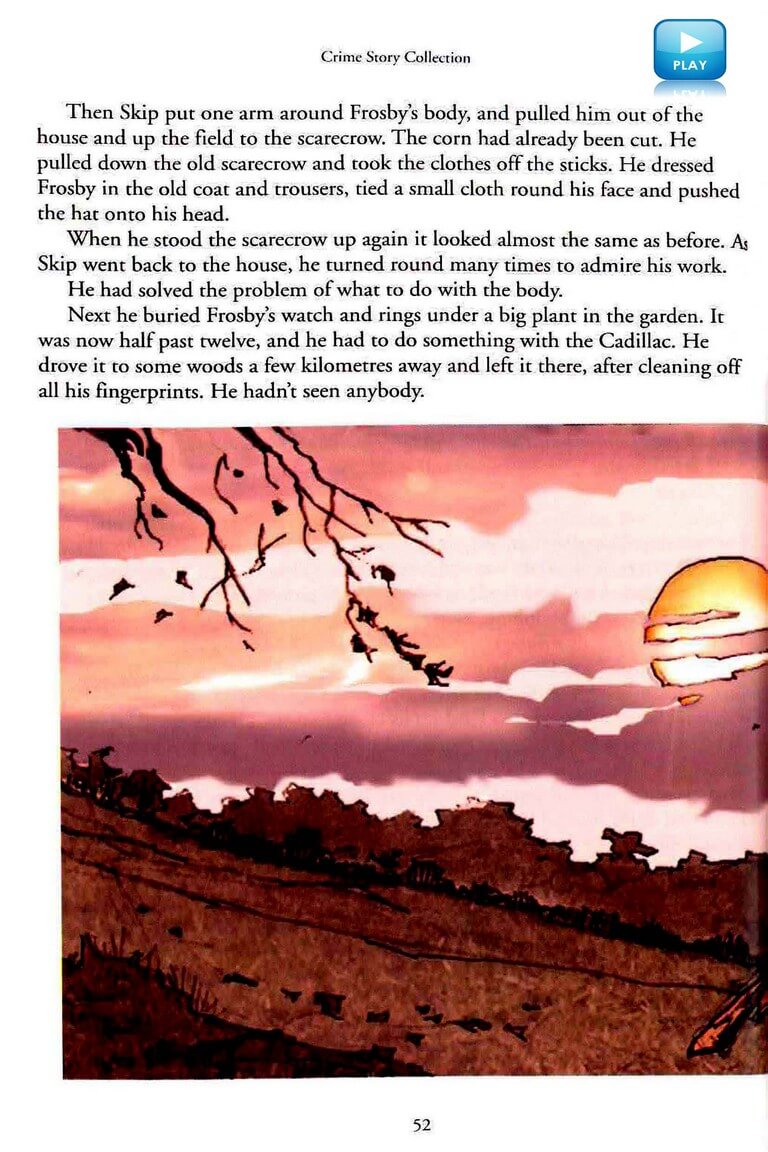 Crime Story Collection
PLAY
Then Skip put one arm around Frosby's body, and pulled him out of the
house and up the field to the scarecrow. The corn had already been cut. He
pulled down the old scarecrow and took the clothes off the sticks. He dressed
Frosby in the old coat and trousers, tied a small cloth round his face and pushed
the hat onto his head.
When he stood the scarecrow up again it looked almost the same as before. As
Skip went back to the house, he turned round many times to admire his work.
He had solved the problem of what to do with the body.
Next he buried Frosby's watch and rings under a big plant in the garden. It
was now half past twelve, and he had to do something with the Cadillac. He
drove it to some woods a few kilometres away and left it there, after cleaning off
all his fingerprints. He hadn't seen anybody.
52